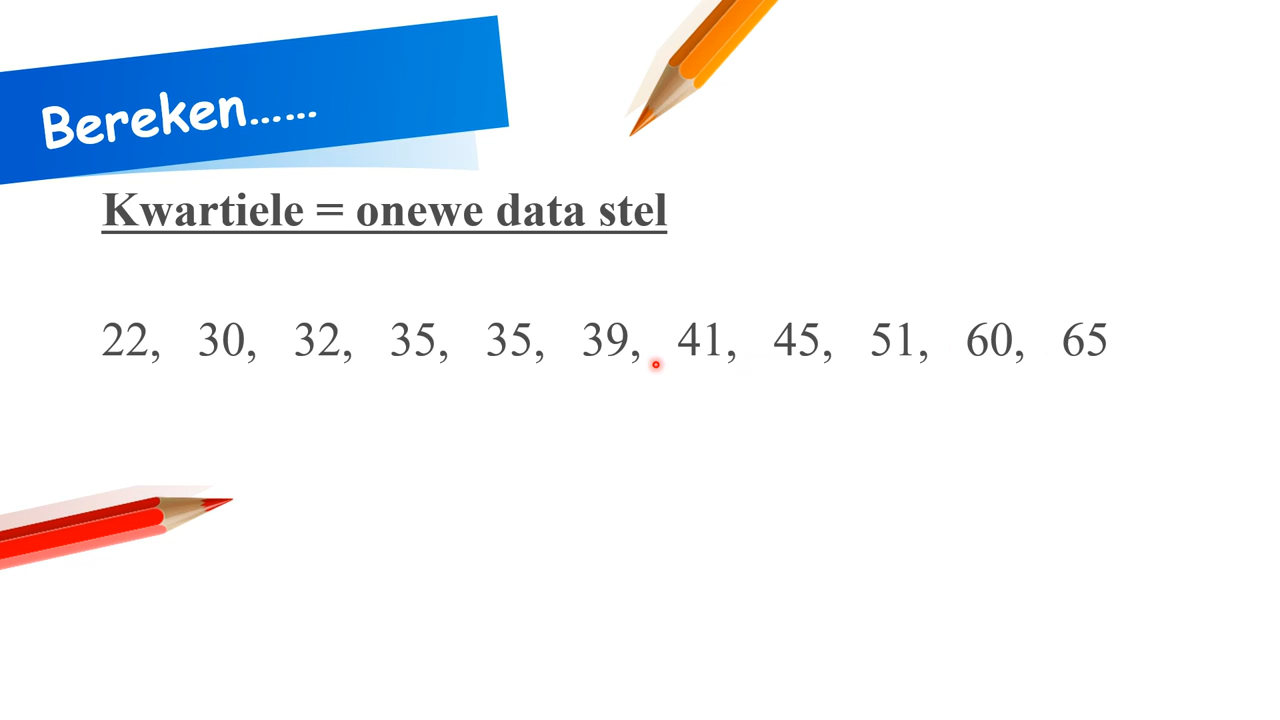 Bereken......
Kwartiele = onewe data stel
22, 30, 32, 35, 35, 39, 41, 45, 51, 60, 65